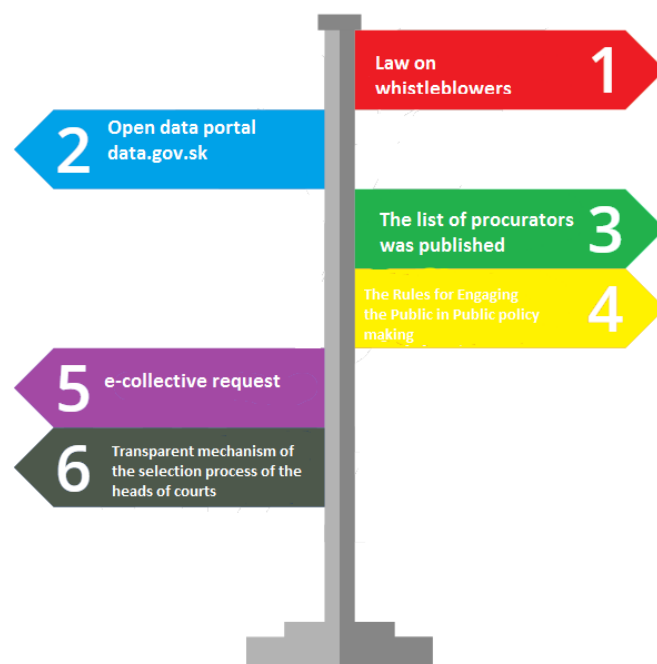 Law on
whistleblowers
1
2
Open data portal
data.gov.sk
The list of procurators
was published
3
The Rules for Engaging
the Public in Public policy
making
4
5
e-collective request
6
Transparent mechanism of
the selection process of the
heads of courts